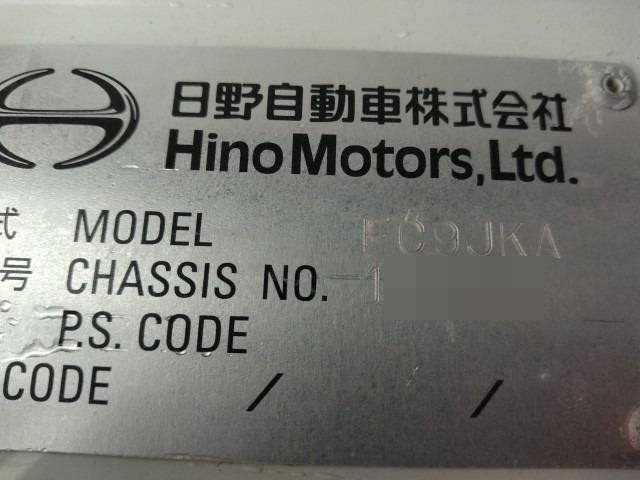 日野自動車株式会社
Hino Motors, Ltd.
式 MODEL FC9JKA
号 CHASSIS NO. -1
P.S. CODE
CODE / /